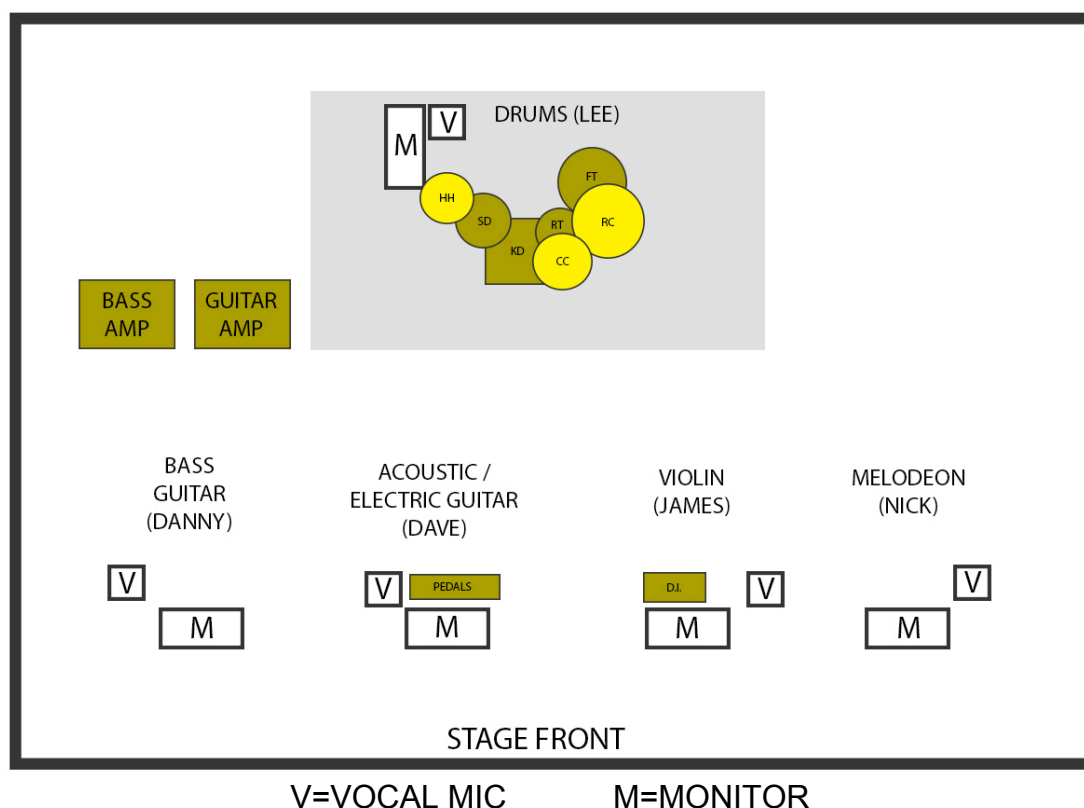 DRUMS (LEE)
V
M
FT
HH
SD
RT
RC
KD
CC
BASS
AMP
GUITAR
AMP
BASS
GUITAR
(DANNY)
ACOUSTIC /
ELECTRIC GUITAR
(DAVE)
VIOLIN
(JAMES)
MELODEON
(NICK)
V
V
PEDALS
D.I.
V
V
M
M
M
M
STAGE FRONT
V=VOCAL MIC
M=MONITOR